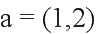 a = (1,2)